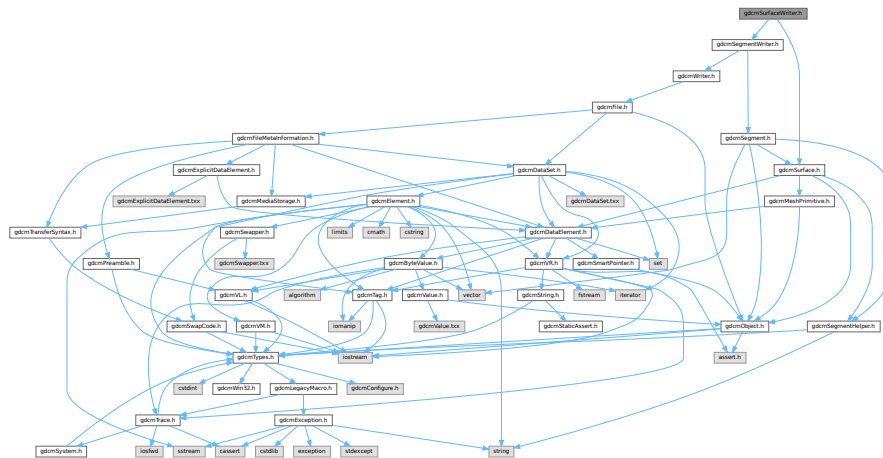 gdcmSurfaceWriter.h
gdcmSegmentWriter.h
gdcmWriter.h
gdcmFile.h
gdcmFileMetaInformation.h
gdcmSegment.h
gdcmExplicitDataElement.h
gdcmDataSet.h
gdcmSurface.h
gdcmExplicitDataElement.txx
gdcmMediaStorage.h
gdcmElement.h
gdcmDataSet.txx
gdcmMeshPrimitive.h
gdcmTransferSyntax.h
gdcmSwapper.h
limits
cmath
cstring
gdcmDataElement.h
gdcmPreamble.h
gdcmSwapper.txx
gdcmByteValue.h
gdcmVR.h
gdcmSmartPointer.h
set
gdcmVL.h
algorithm
gdcmTag.h
gdcmValue.h
vector
gdcmString.h
fstream
iterator
gdcmSwapCode.h
gdcmVM.h
iomanip
gdcmValue.txx
gdcmStaticAssert.h
gdcmObject.h
gdcmSegmentHelper.h
gdcmTypes.h
iostream
assert.h
cstdint
gdcmWin32.h
gdcmLegacyMacro.h
gdcmConfigure.h
gdcmTrace.h
gdcmException.h
gdcmSystem.h
iosfwd
sstream
cassert
cstdlib
exception
stdexcept
string